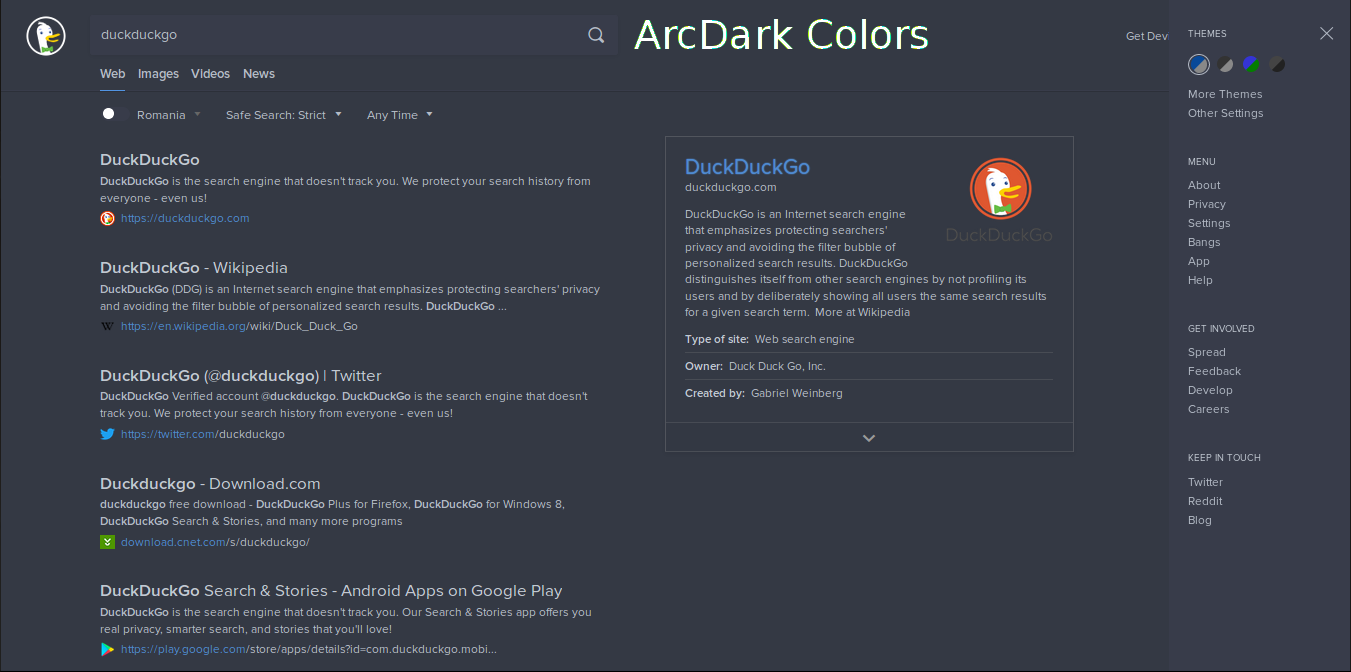 duckduckgo
ArcDark Colors
Get Dev
Web Images Videos News
Romania Safe Search: Strict Any Time
DuckDuckGo
DuckDuckGo is the search engine that doesn't track you. We protect your search history from
everyone - even us!
https://duckduckgo.com
DuckDuckGo - Wikipedia
DuckDuckGo (DDG) is an Internet search engine that emphasizes protecting searchers' privacy
and avoiding the filter bubble of personalized search results. DuckDuckGo ...
W https://en.wikipedia.org/wiki/Duck_Duck_Go
DuckDuckGo (@duckduckgo) | Twitter
DuckDuckGo Verified account @duckduckgo. DuckDuckGo is the search engine that doesn't
track you. We protect your search history from everyone - even us!
https://twitter.com/duckduckgo
Duckduckgo - Download.com
duckduckgo free download - DuckDuckGo Plus for Firefox, DuckDuckGo for Windows 8,
DuckDuckGo Search & Stories, and many more programs
download.cnet.com/s/duckduckgo/
DuckDuckGo Search & Stories - Android Apps on Google Play
DuckDuckGo is the search engine that doesn't track you. Our Search & Stories app offers you
real privacy, smarter search, and stories that you'll love!
https://play.google.com/store/apps/details?id=com.duckduckgo.mobi...
DuckDuckGo
duckduckgo.com
DuckDuckGo
DuckDuckGo is an Internet search engine
that emphasizes protecting searchers'
privacy and avoiding the filter bubble of
personalized search results. DuckDuckGo
distinguishes itself from other search engines by not profiling its
users and by deliberately showing all users the same search results
for a given search term. More at Wikipedia
Type of site: Web search engine
Owner: Duck Duck Go, Inc.
Created by: Gabriel Weinberg
THEMES
More Themes
Other Settings
MENU
About
Privacy
Settings
Bangs
App
Help
GET INVOLVED
Spread
Feedback
Develop
Careers
KEEP IN TOUCH
Twitter
Reddit
Blog